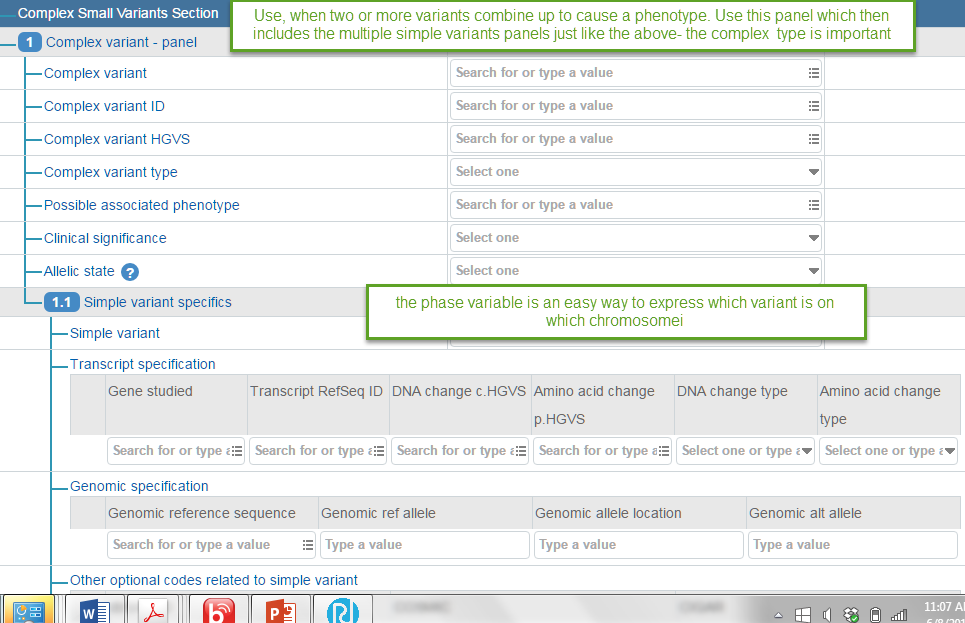 Complex Small Variants Section
Use, when two or more variants combine up to cause a phenotype. Use this panel which then
includes the multiple simple variants panels just like the above- the complex type is important
1 Complex variant - panel
Complex variant Search for or type a value
Complex variant ID Search for or type a value
Complex variant HGVS Search for or type a value
Complex variant type Select one
Possible associated phenotype Search for or type a value
Clinical significance Select one
Allelic state ? Select one
1.1 Simple variant specifics
the phase variable is an easy way to express which variant is on
which chromosomei
Simple variant
Transcript specification
Gene studied Transcript RefSeq ID DNA change c.HGVS Amino acid change DNA change type Amino acid change
p.HGVS type
Search for or type a Search for or type a Search for or type a Search for or type a Select one or type a Select one or type a
Genomic specification
Genomic reference sequence Genomic ref allele Genomic allele location Genomic alt allele
Search for or type a value Type a value Type a value Type a value
Other optional codes related to simple variant
11:07 A